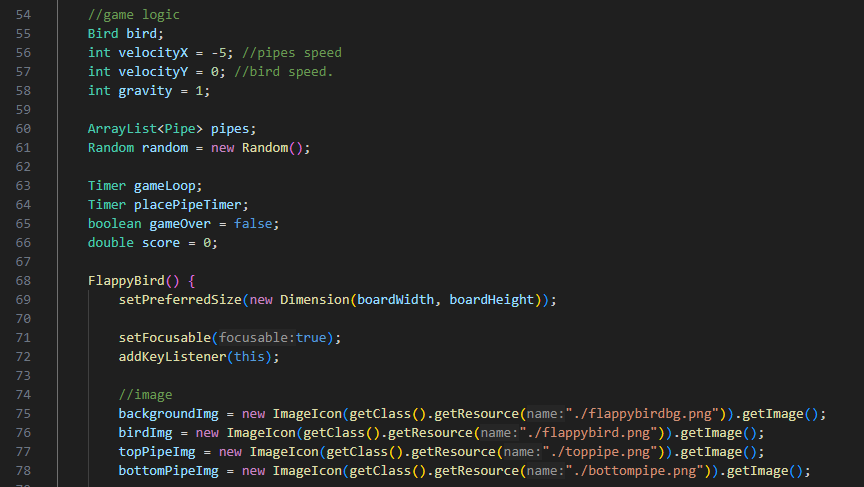 54 //game logic
55 Bird bird;
56 int velocityX = -5; //pipes speed
57 int velocityY = 0; //bird speed.
58 int gravity = 1;
59
60 ArrayList<Pipe> pipes;
61 Random random = new Random();
62
63 Timer gameLoop;
64 Timer placePipeTimer;
65 boolean gameOver = false;
66 double score = 0;
67
68 FlappyBird() {
69 setPreferredSize(new Dimension(boardWidth, boardHeight));
70
71 setFocusable(focusable:true);
72 addKeyListener(this);
73
74 //image
75 backgroundImg = new ImageIcon(getClass().getResource(name:"./flappybirdbg.png")).getImage();
76 birdImg = new ImageIcon(getClass().getResource(name:"./flappybird.png")).getImage();
77 topPipeImg = new ImageIcon(getClass().getResource(name:"./toppipe.png")).getImage();
78 bottomPipeImg = new ImageIcon(getClass().getResource(name:"./bottompipe.png")).getImage();